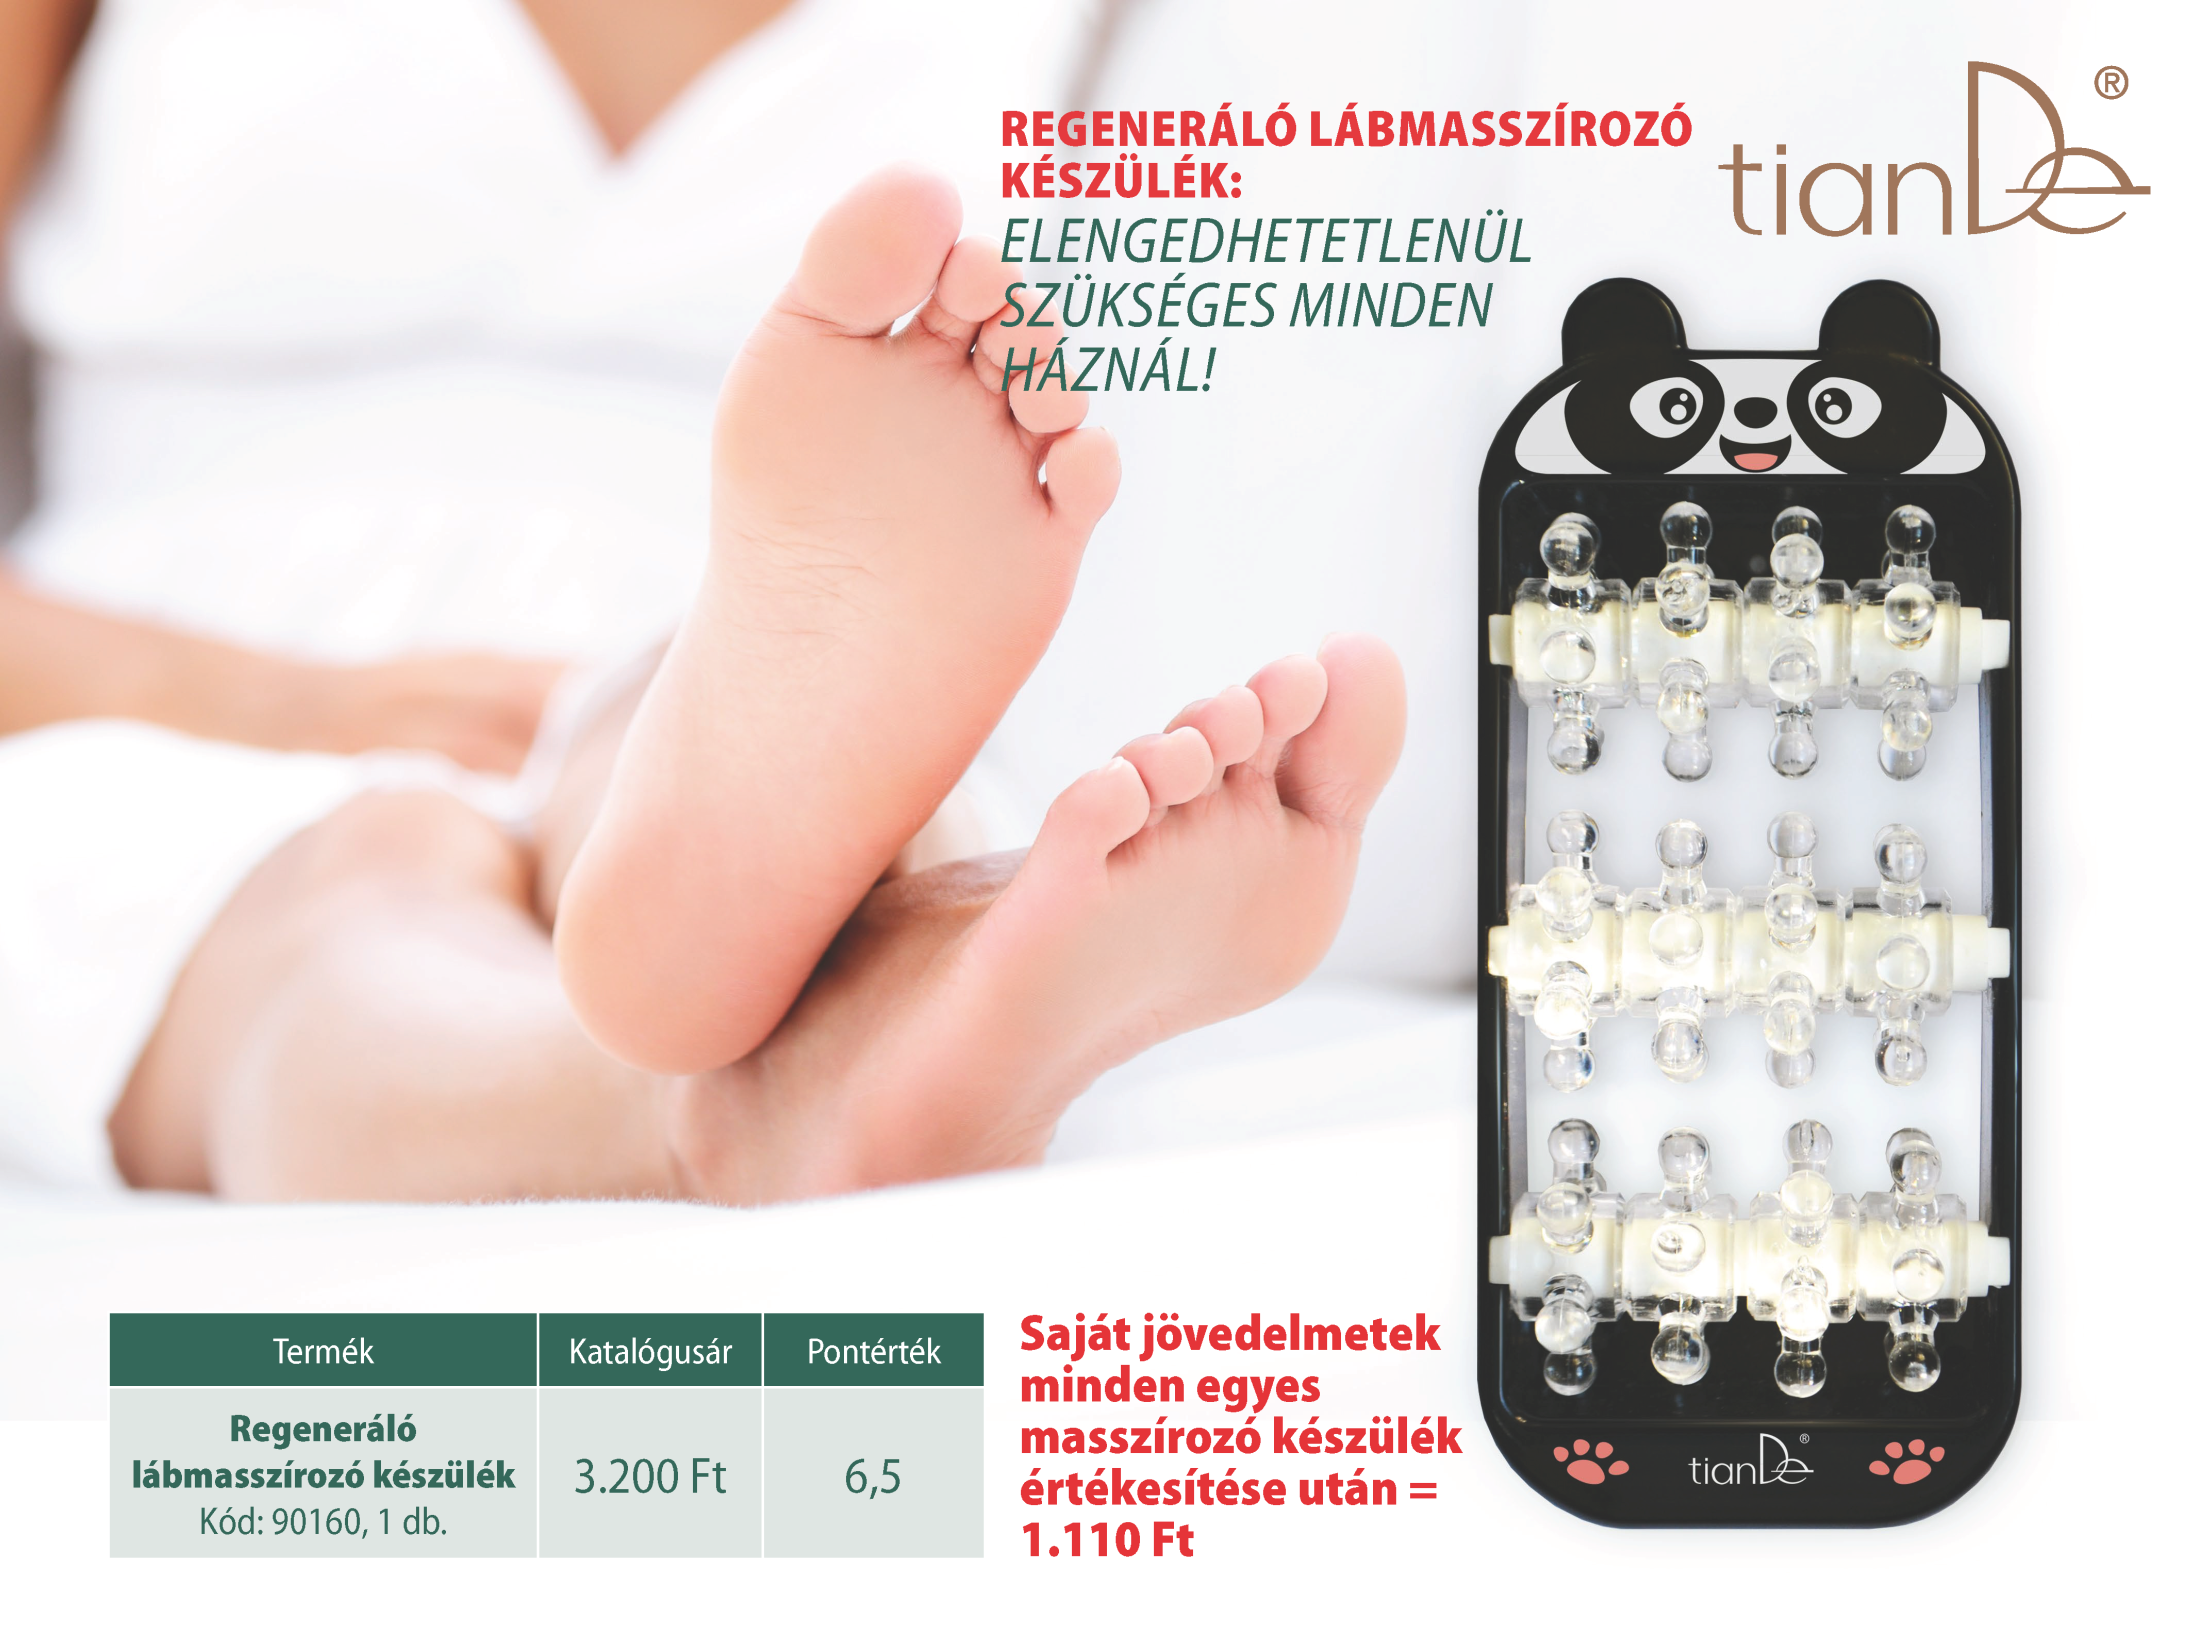 REGENERÁLÓ LÁBMASSZÍROZÓ
KÉSZÜLÉK:
ELENGEDHETETLENÜL
SZÜKSÉGES MINDEN
HÁZNÁL!
tianDe®
Termék
Katalógusár
Pontérték
Regeneráló
lábmasszírozó készülék
Kód: 90160, 1 db.
3.200 Ft
6,5
Saját jövedelmetek
minden egyes
masszírozó készülék
értékesítése után =
1.110 Ft
tianDe®